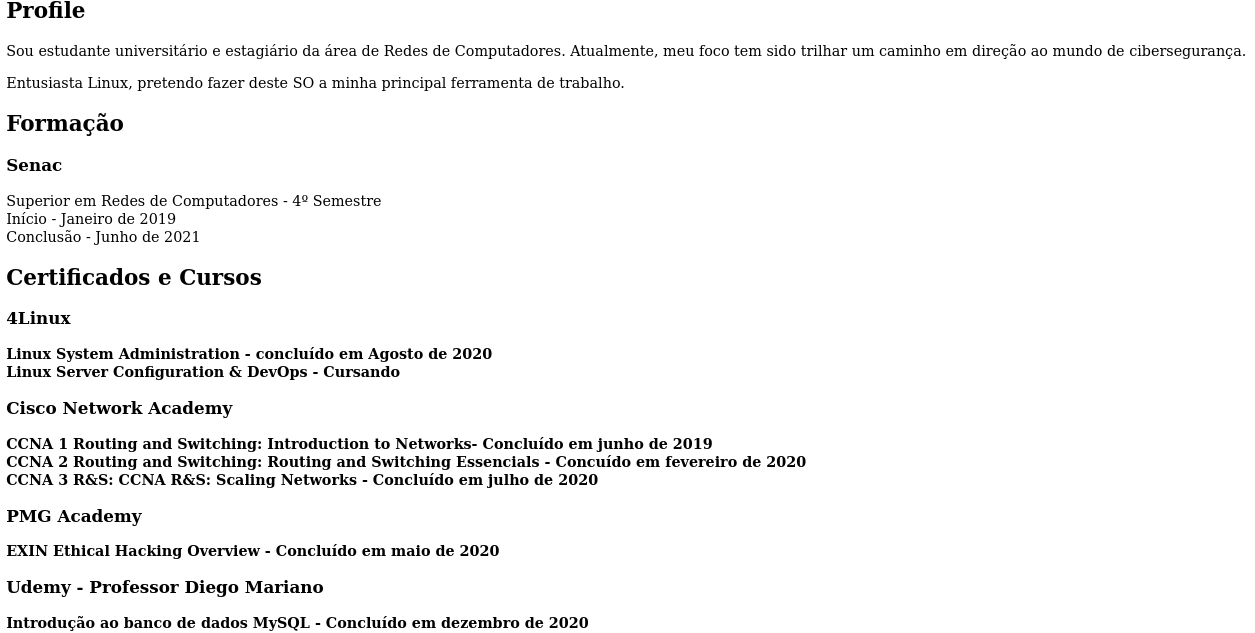 Profile
Sou estudante universitário e estagiário da área de Redes de Computadores. Atualmente, meu foco tem sido trilhar um caminho em direção ao mundo de cibersegurança.
Entusiasta Linux, pretendo fazer deste SO a minha principal ferramenta de trabalho.
Formação
Senac
Superior em Redes de Computadores - 4º Semestre
Início - Janeiro de 2019
Conclusão - Junho de 2021
Certificados e Cursos
4Linux
Linux System Administration - concluído em Agosto de 2020
Linux Server Configuration & DevOps - Cursando
Cisco Network Academy
CCNA 1 Routing and Switching: Introduction to Networks- Concluído em junho de 2019
CCNA 2 Routing and Switching: Routing and Switching Essencials - Concuído em fevereiro de 2020
CCNA 3 R&S: CCNA R&S: Scaling Networks - Concluído em julho de 2020
PMG Academy
EXIN Ethical Hacking Overview - Concluído em maio de 2020
Udemy - Professor Diego Mariano
Introdução ao banco de dados MySQL - Concluído em dezembro de 2020